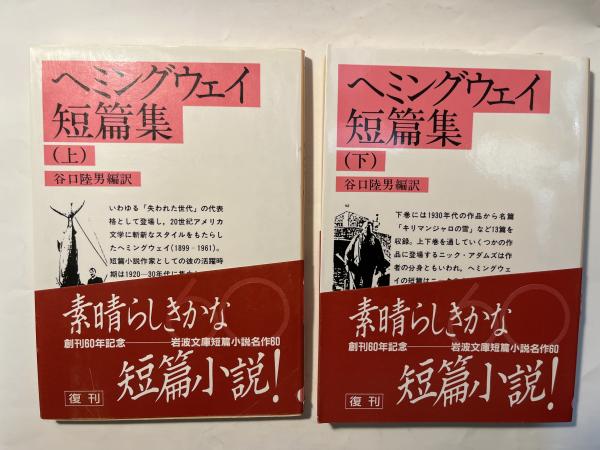 ヘミングウェイ
短篇集
(上)
谷口陸男編訳
いわゆる「失われた世代」の代表
格として登場し，20世紀アメリカ
文学に斬新なスタイルをもたらし
たヘミングウェイ(1899-1961)。
短篇小説作家としての彼の活躍時
期は1920―30年代に
素晴らしきかな
創刊60年記念――岩波文庫短篇小説名作60
短篇小説!
復刊
ヘミングウェイ
短篇集
(下)
谷口陸男編訳
下巻には1930年代の作品から名篇
「キリマンジャロの雪」など13篇を
収録。上下巻を通していくつかの作
品に登場するニック・アダムズは作
者の分身ともいわれ，ヘミングウェ
イの短篇は
素晴らしきかな
創刊60年記念――岩波文庫短篇小説名作60
短篇小説!
復刊